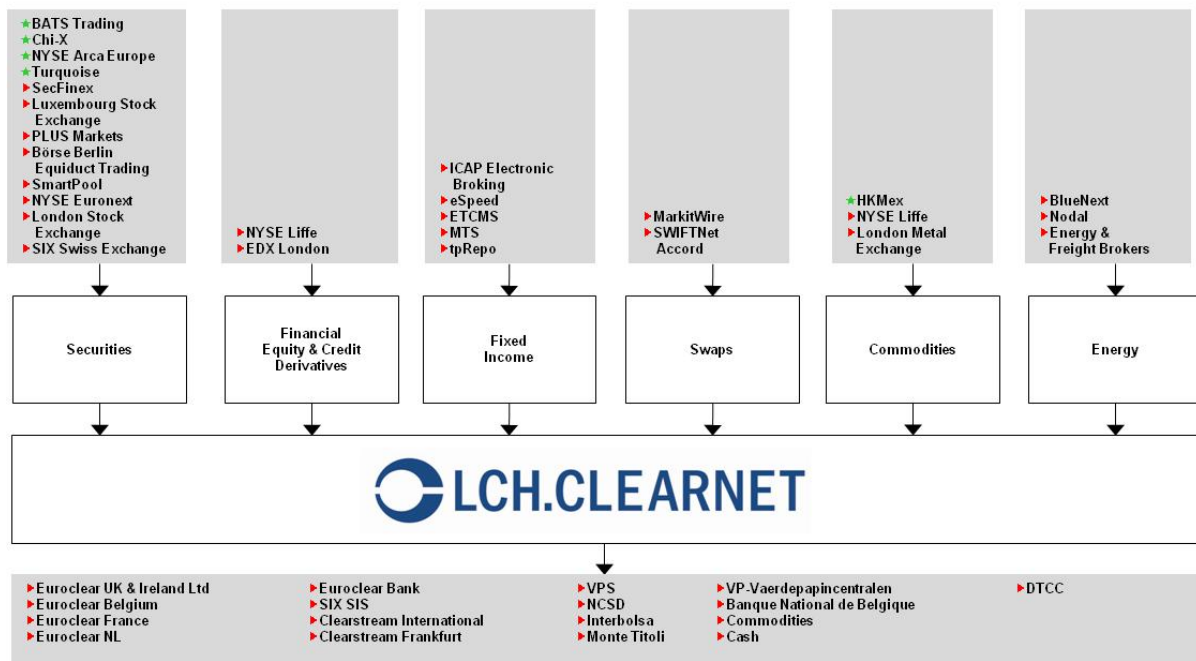 BATS Trading
Chi-X
NYSE Arca Europe
Turquoise
SecFinex
Luxembourg Stock
Exchange
PLUS Markets
Börse Berlin
Equiduct Trading
SmartPool
NYSE Euronext
London Stock
Exchange
SIX Swiss Exchange
NYSE Liffe
EDX London
ICAP Electronic
Broking
eSpeed
ETCMS
MTS
tpRepo
MarkitWire
SWIFTNet
Accord
HKMex
NYSE Liffe
London Metal
Exchange
BlueNext
Nodal
Energy &
Freight Brokers
Securities
Financial
Equity & Credit
Derivatives
Fixed
Income
Swaps
Commodities
Energy
LCH.CLEARNET
Euroclear UK & Ireland Ltd
Euroclear Belgium
Euroclear France
Euroclear NL
Euroclear Bank
SIX SIS
Clearstream International
Clearstream Frankfurt
VPS
NCSD
Interbolsa
Monte Titoli
VP-Vaerdepapincentralen
Banque National de Belgique
Commodities
Cash
DTCC